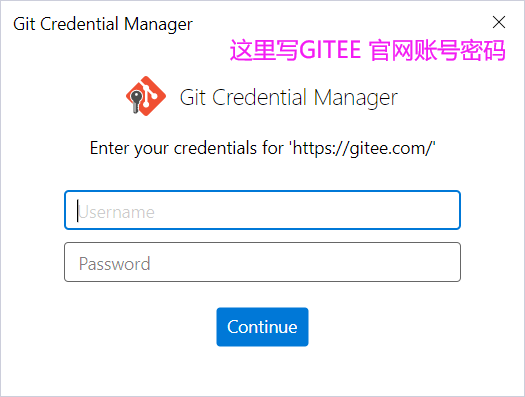 Git Credential Manager
这里写GITEE 官网账号密码
Git Credential Manager
Enter your credentials for 'https://gitee.com/'
Username
Password
Continue